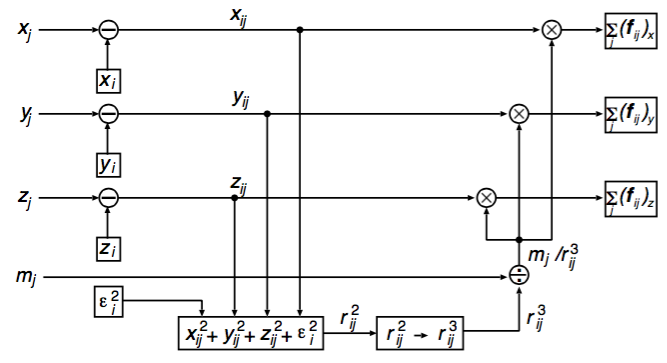 x_j x_ij Σ_j (f_ij)_x
x_i
y_j y_ij Σ_j (f_ij)_y
y_i
z_j z_ij Σ_j (f_ij)_z
z_i
m_j / r_ij^3
m_j
ε_i^2
r_ij^2 r_ij^3
x_ij^2 + y_ij^2 + z_ij^2 + ε_i^2 r_ij^2 → r_ij^3